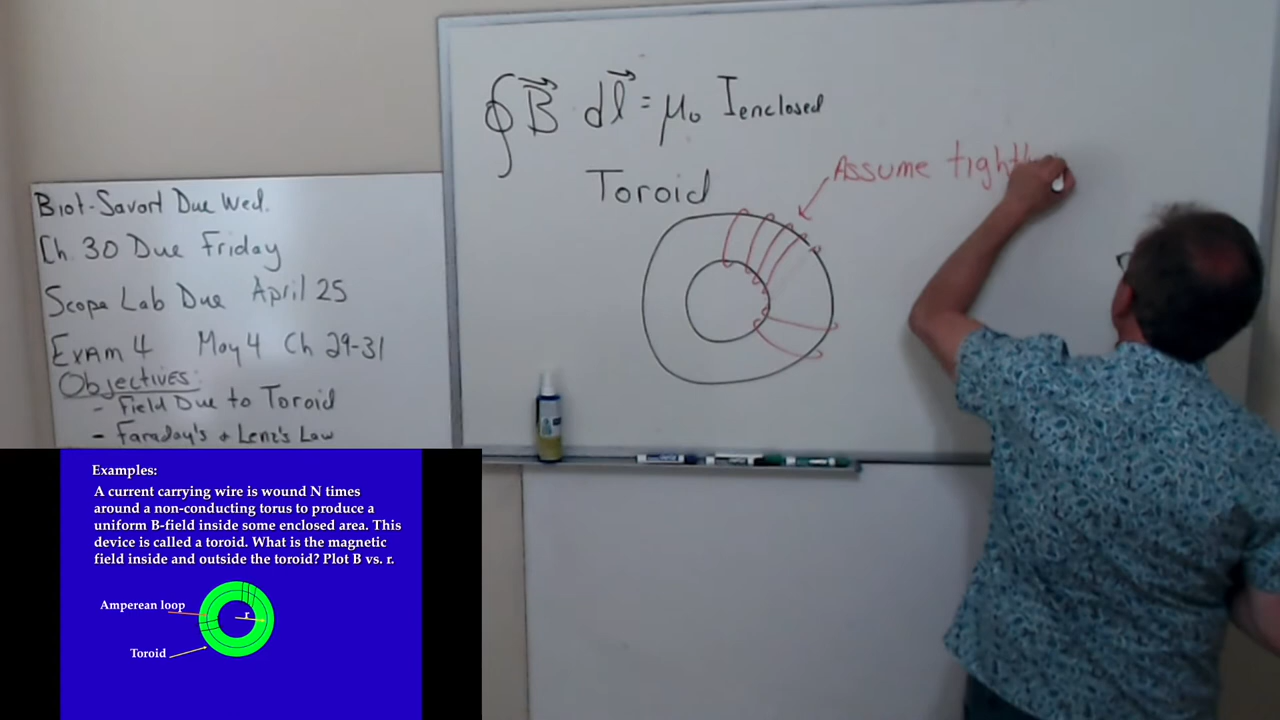 ∮ B⃗ dl⃗ = μ₀ Ienclosed
Toroid
Assume tightl
Biot-Savart Due Wed.
Ch. 30 Due Friday
Scope Lab Due April 25
Exam 4 May 4 Ch 29-31
Objectives:
- Field Due to Toroid
- Faraday's & Lenz's Law
Examples:
A current carrying wire is wound N times
around a non-conducting torus to produce a
uniform B-field inside some enclosed area. This
device is called a toroid. What is the magnetic
field inside and outside the toroid? Plot B vs. r.
Amperean loop
r
Toroid